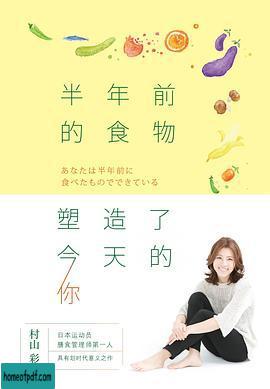 半年前
的食物
あなたは半年前に
食べたものでできている
塑造了
今天的
你
村山彩
日本运动员
膳食管理师第一人
具有划时代意义之作
homeofpdf.com